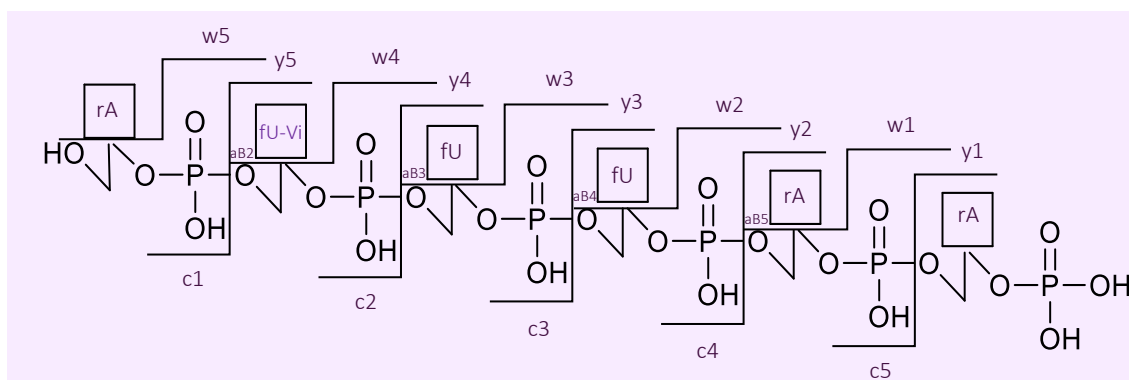 w5
y5
w4
y4
w3
y3
w2
y2
w1
y1
rA
fU-Vi
fU
fU
rA
rA
aB2
aB3
aB4
aB5
HO
O
O
P
OH
O
O
O
P
OH
O
O
O
P
OH
O
O
O
P
OH
O
O
O
P
OH
O
O
O
P
OH
OH
c1
c2
c3
c4
c5